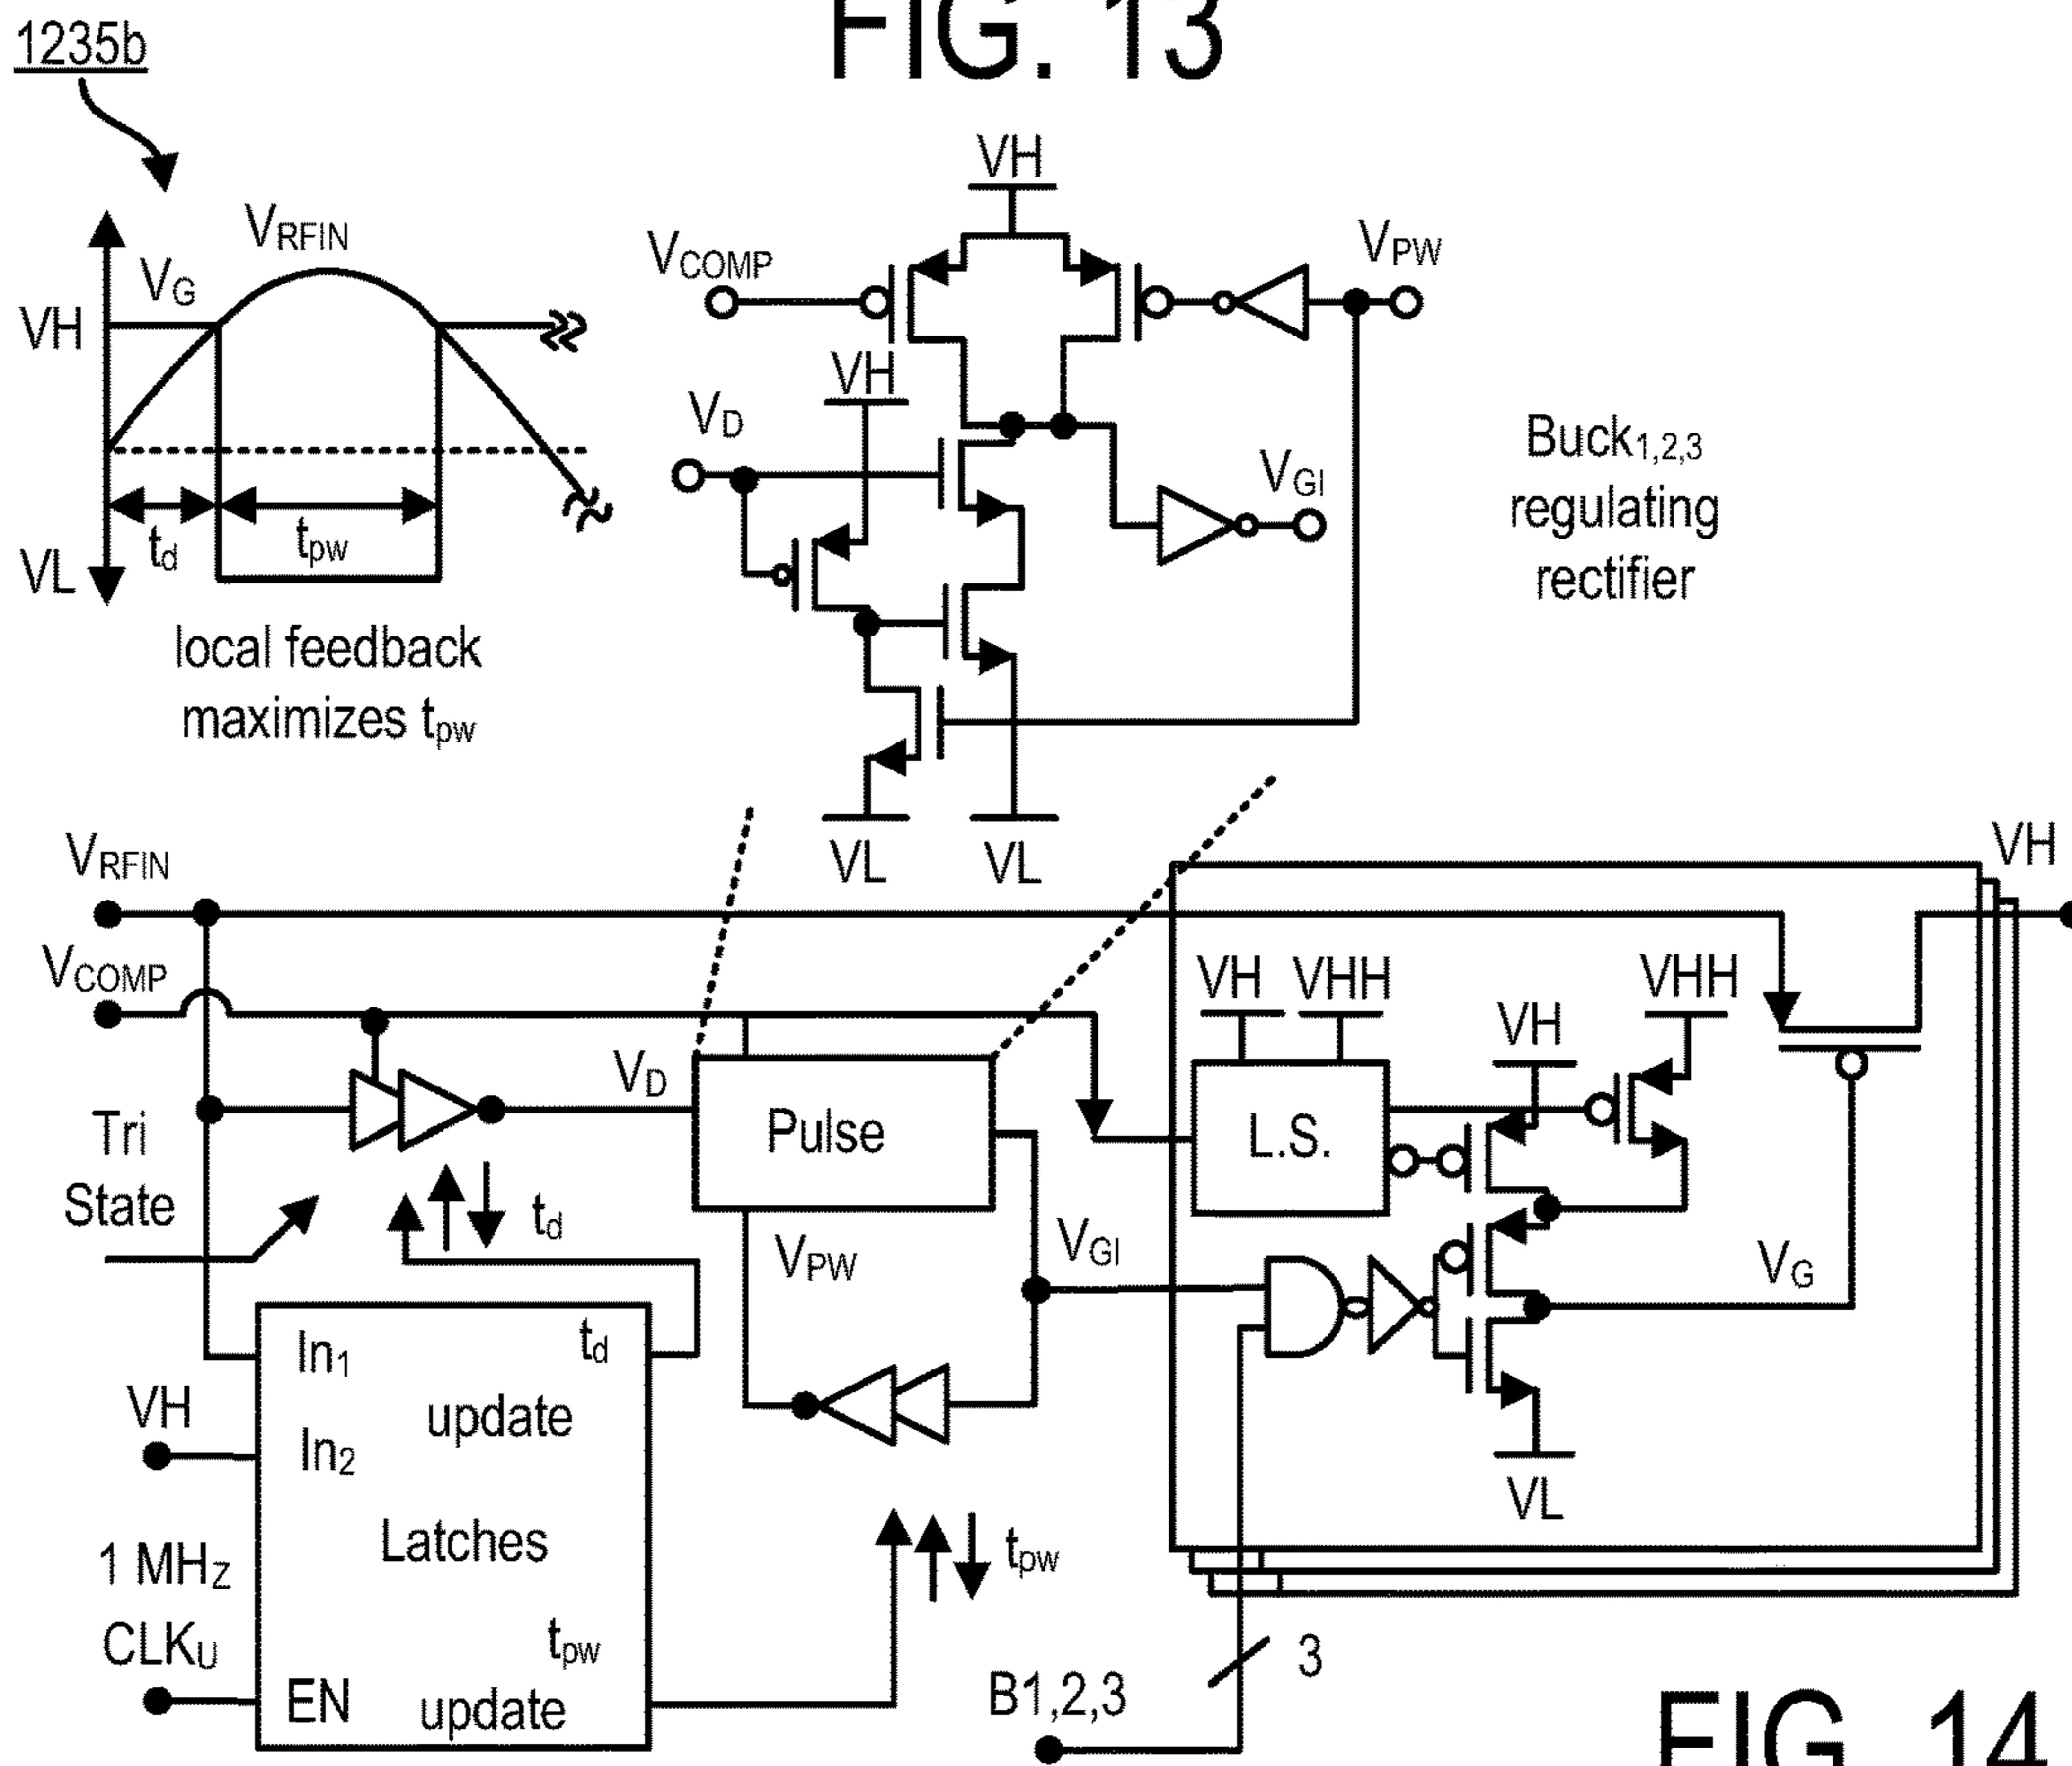 FIG. 13
1235b
VH
VG
VRFIN
VL
td
tpw
local feedback
maximizes tpw
VH
VCOMP
VPW
VH
VD
VGI
VL
VL
Buck1,2,3
regulating
rectifier
VRFIN
VH
VCOMP
VD
Tri
State
td
Pulse
VPW
VGI
VH
VHH
L.S.
VH
VHH
VG
VL
In1
td
update
VH
In2
Latches
1 MHz
CLKU
EN
tpw
update
tpw
B1,2,3
3
FIG. 14